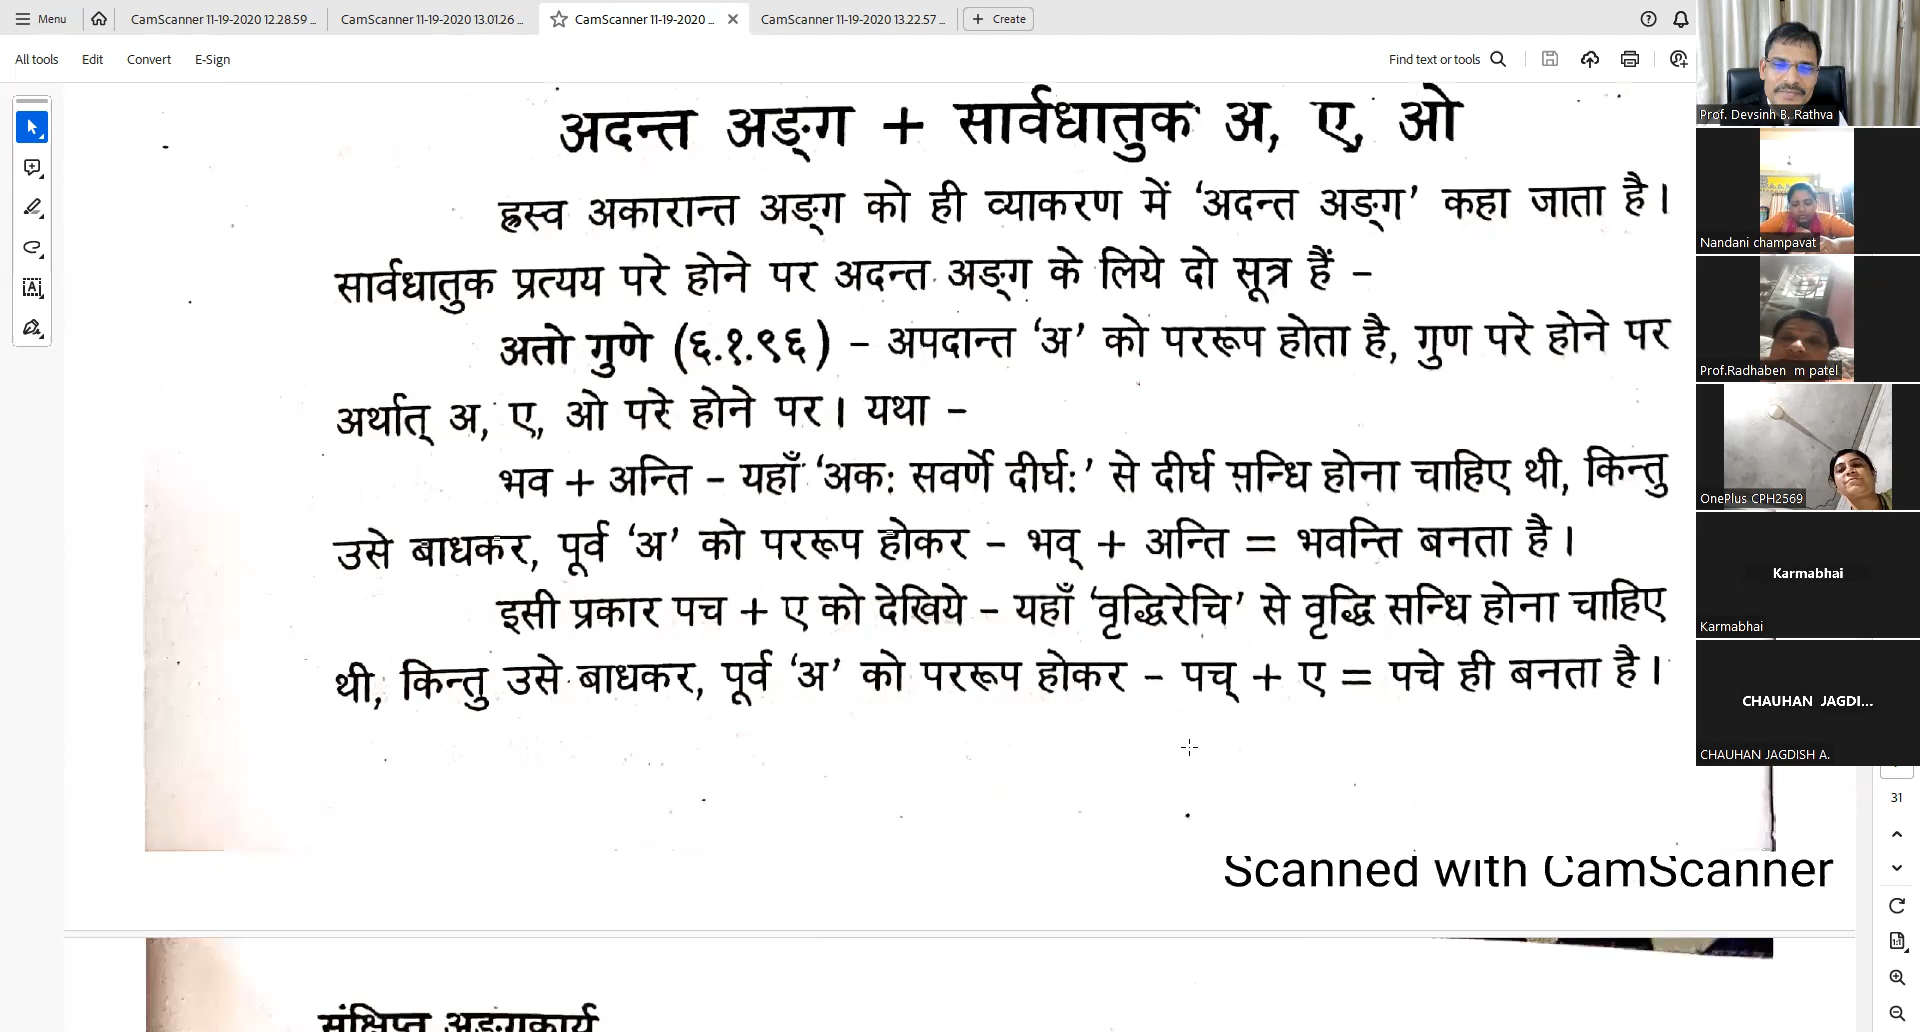 Menu
CamScanner 11-19-2020 12.28.59 ...
CamScanner 11-19-2020 13.01.26 ...
CamScanner 11-19-2020 ...
CamScanner 11-19-2020 13.22.57 ...
Create
All tools
Edit
Convert
E-Sign
Find text or tools
अदन्त अङ्ग + सार्वधातुक अ, ए, ओ
ह्रस्व अकारान्त अङ्ग को ही व्याकरण में ‘अदन्त अङ्ग’ कहा जाता है।
सार्वधातुक प्रत्यय परे होने पर अदन्त अङ्ग के लिये दो सूत्र हैं –
अतो गुणे (६.१.९६) – अपदान्त ‘अ’ को पररूप होता है, गुण परे होने पर
अर्थात् अ, ए, ओ परे होने पर। यथा –
भव + अन्ति – यहाँ ‘अक: सवर्णे दीर्घ:’ से दीर्घ सन्धि होना चाहिए थी, किन्तु
उसे बाधकर, पूर्व ‘अ’ को पररूप होकर – भव् + अन्ति = भवन्ति बनता है।
इसी प्रकार पच + ए को देखिये – यहाँ ‘वृद्धिरेचि’ से वृद्धि सन्धि होना चाहिए
थी, किन्तु उसे बाधकर, पूर्व ‘अ’ को पररूप होकर – पच् + ए = पचे ही बनता है।
Scanned with CamScanner
संक्षिप्त अङ्गकार्य
Prof. Devsinh B. Rathva
Nandani champavat
Prof.Radhaben m patel
OnePlus CPH2569
Karmabhai
Karmabhai
CHAUHAN JAGDI...
CHAUHAN JAGDISH A.
31